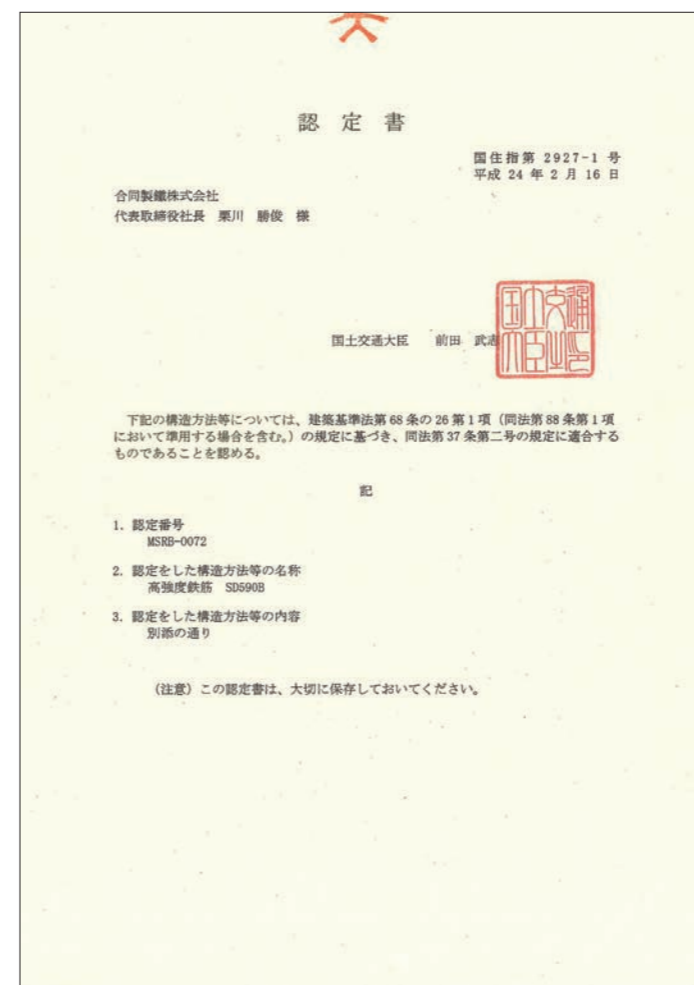 認定書
国住指第 2927-1 号
平成 24 年 2 月 16 日
合同製鐵株式会社
代表取締役社長 栗川 勝俊 様
国土交通大臣 前田 武志
下記の構造方法等については、建築基準法第 68 条の 26 第 1 項（同法第 88 条第 1 項
において準用する場合を含む。）の規定に基づき、同法第 37 条第二号の規定に適合する
ものであることを認める。
記
1. 認定番号
MSRB-0072
2. 認定をした構造方法等の名称
高強度鉄筋 SD590B
3. 認定をした構造方法等の内容
別添の通り
（注意）この認定書は、大切に保存しておいてください。